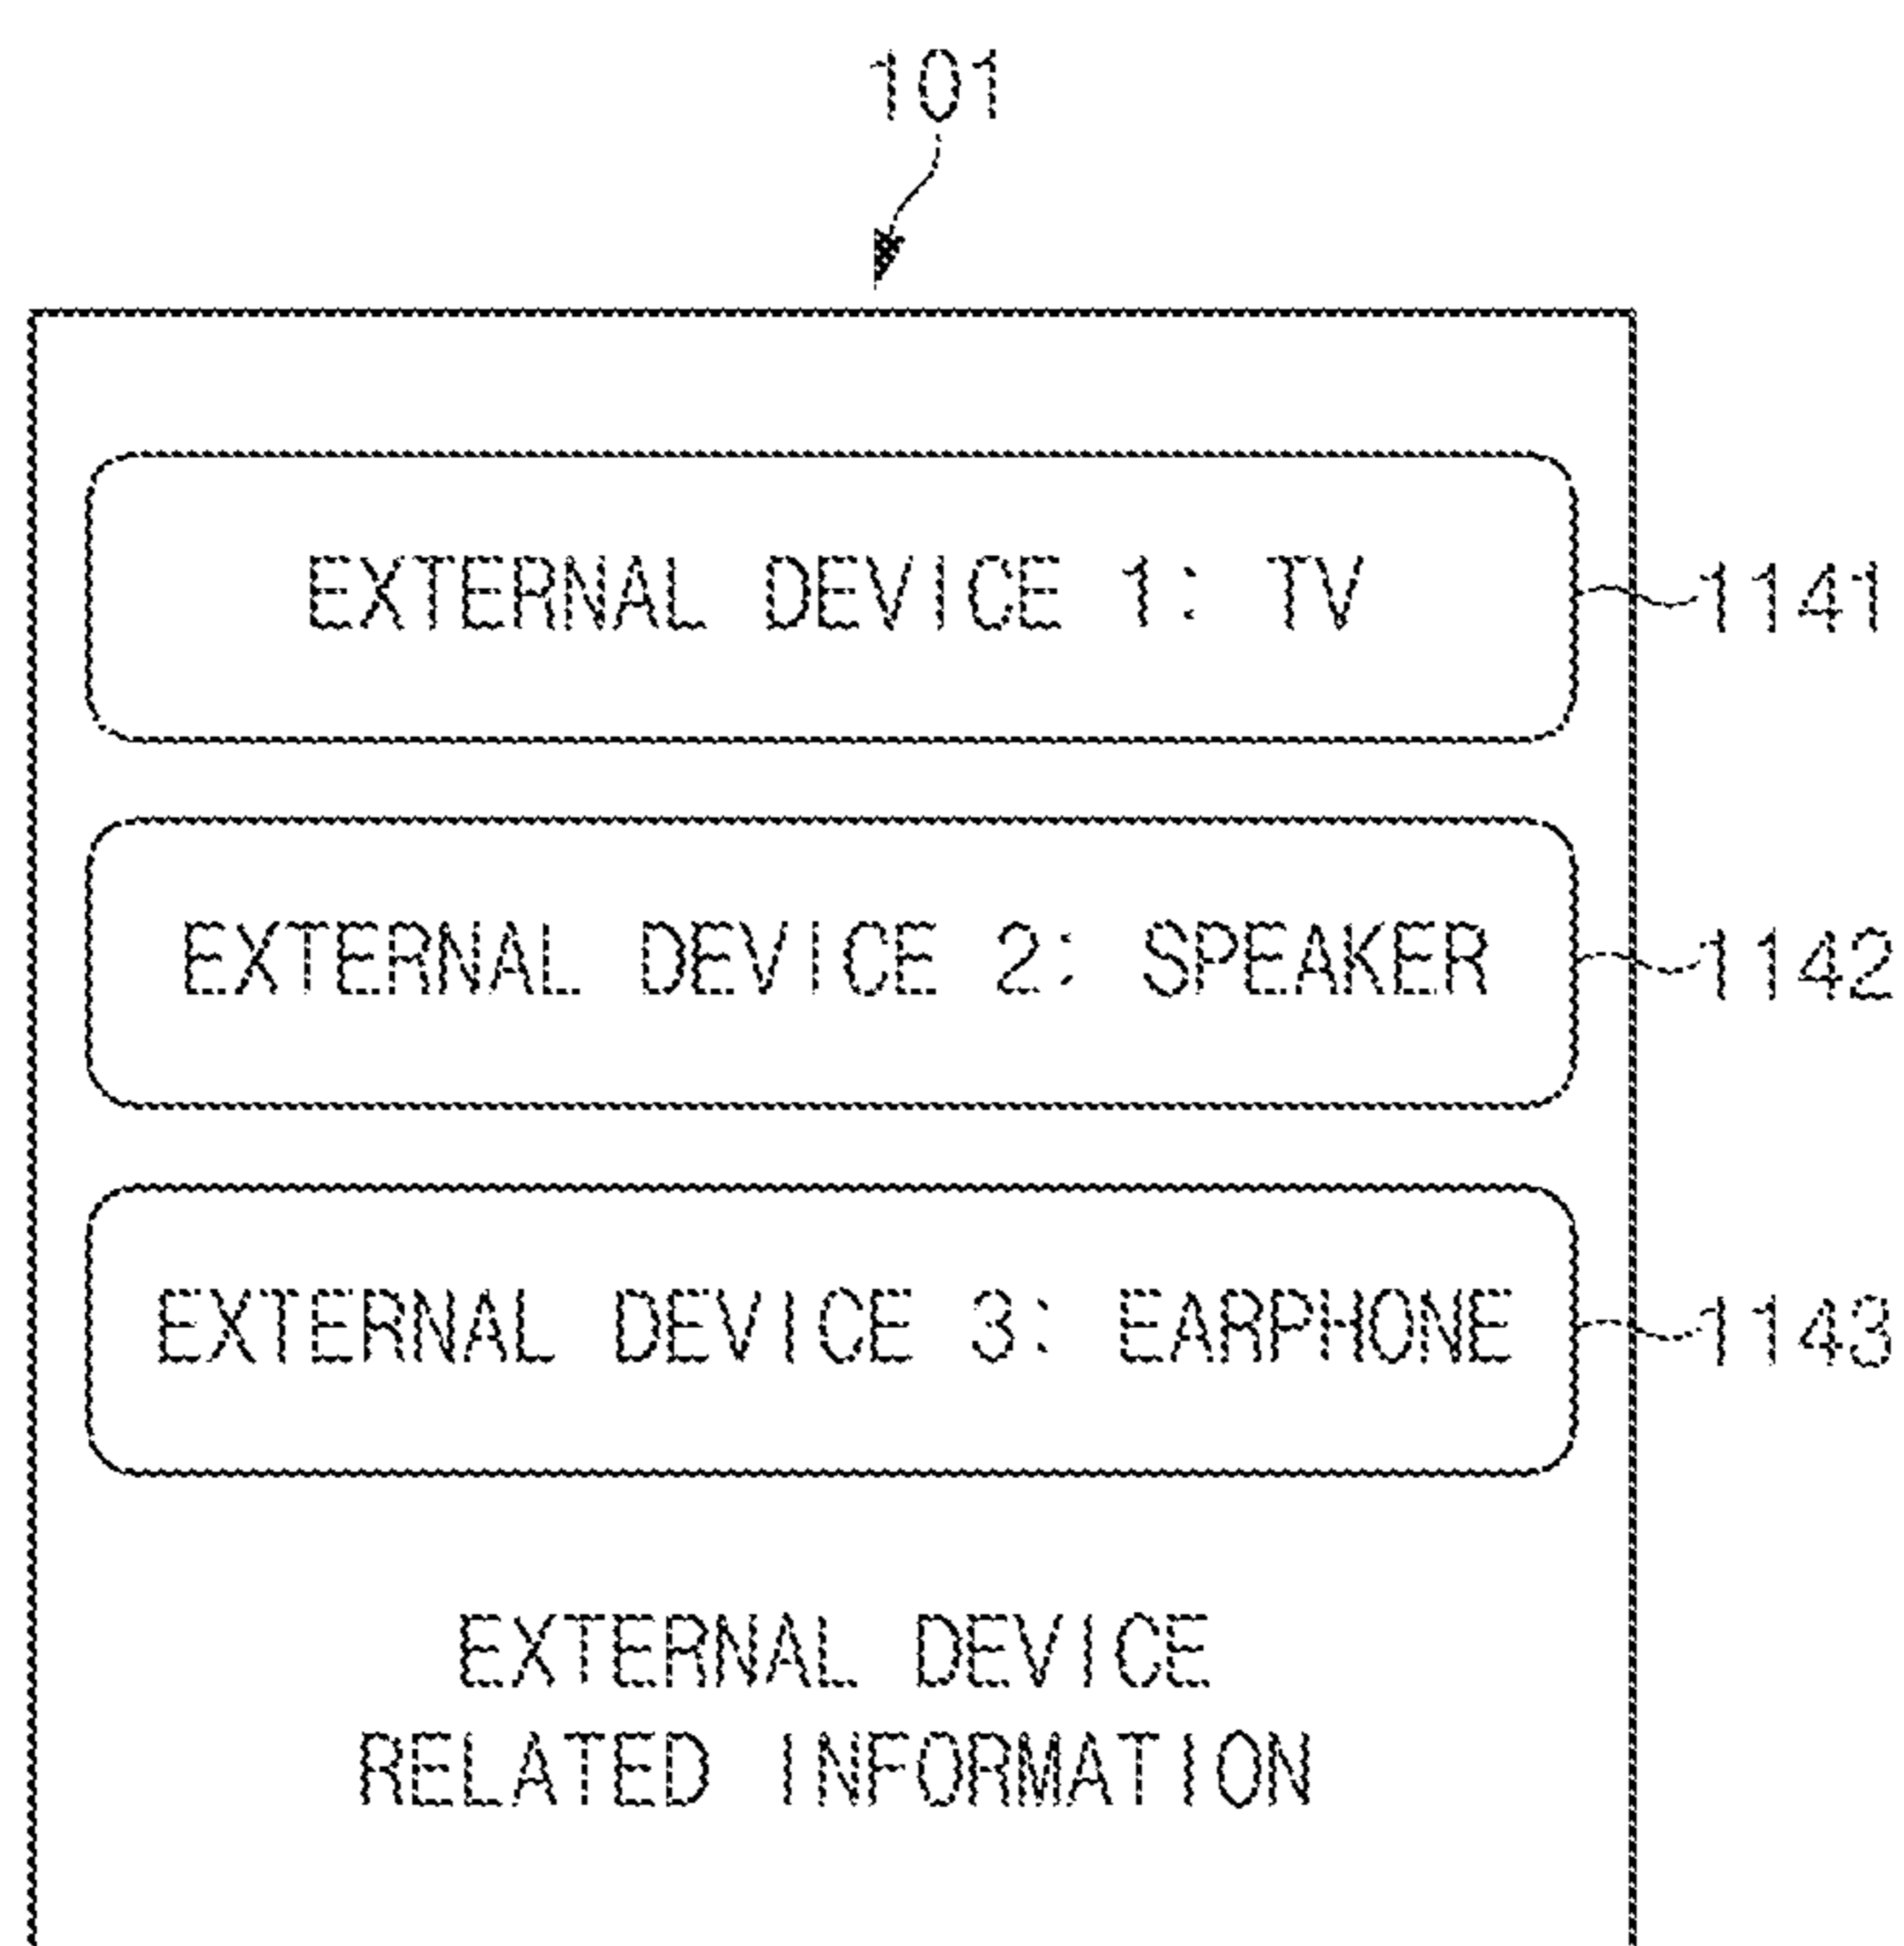 101
EXTERNAL DEVICE 1: TV
1141
EXTERNAL DEVICE 2: SPEAKER
1142
EXTERNAL DEVICE 3: EARPHONE
1143
EXTERNAL DEVICE
RELATED INFORMATION